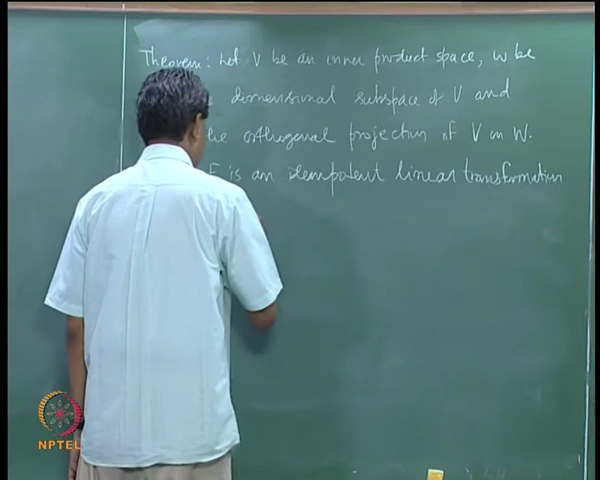 Theorem: Let V be an inner product space, W be
dimensional subspace of V and
orthogonal projection of V on W.
E is an idempotent linear transformation
NPTEL